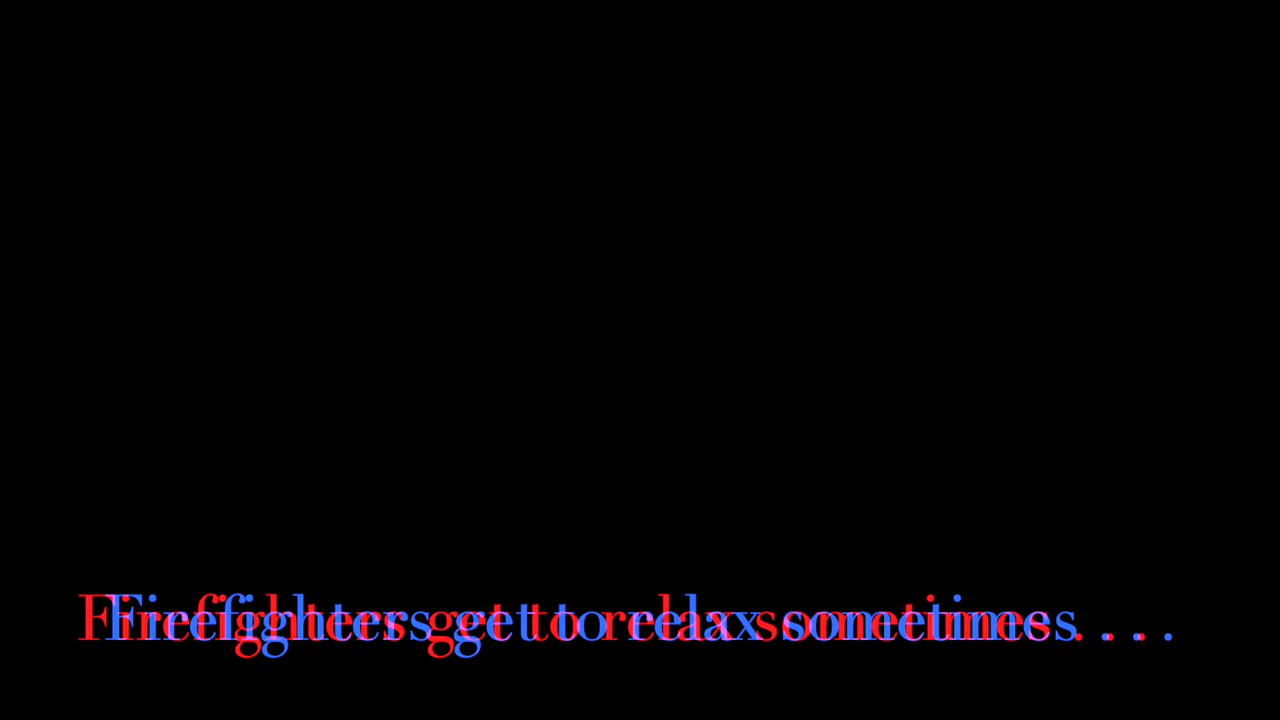 Firefighters get to relax sometimes . . .